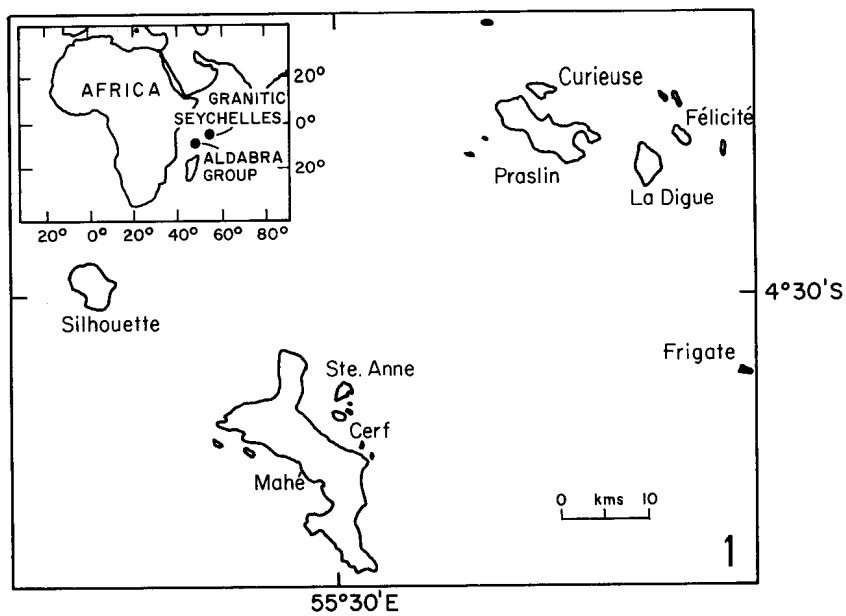 AFRICA
GRANITIC
SEYCHELLES
ALDABRA
GROUP
20°
0°
20°
20° 0° 20° 40° 60° 80°
Curieuse
Félicité
Praslin
La Digue
4°30'S
Silhouette
Frigate
Ste. Anne
Cerf
Mahé
0 kms 10
1
55°30'E